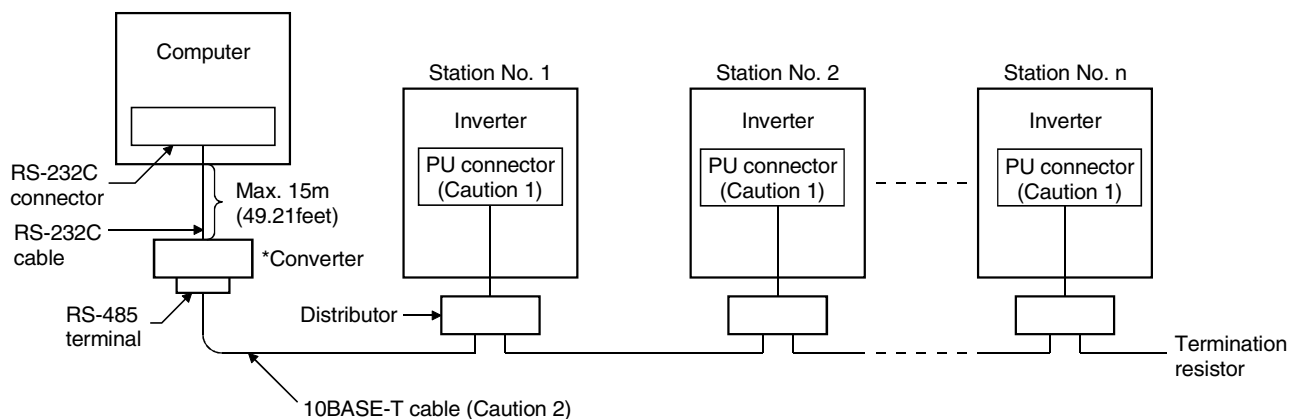 Computer
RS-232C
connector
Max. 15m
(49.21feet)
RS-232C
cable
*Converter
RS-485
terminal
Station No. 1
Inverter
PU connector
(Caution 1)
Distributor
Station No. 2
Inverter
PU connector
(Caution 1)
Station No. n
Inverter
PU connector
(Caution 1)
Termination
resistor
10BASE-T cable (Caution 2)